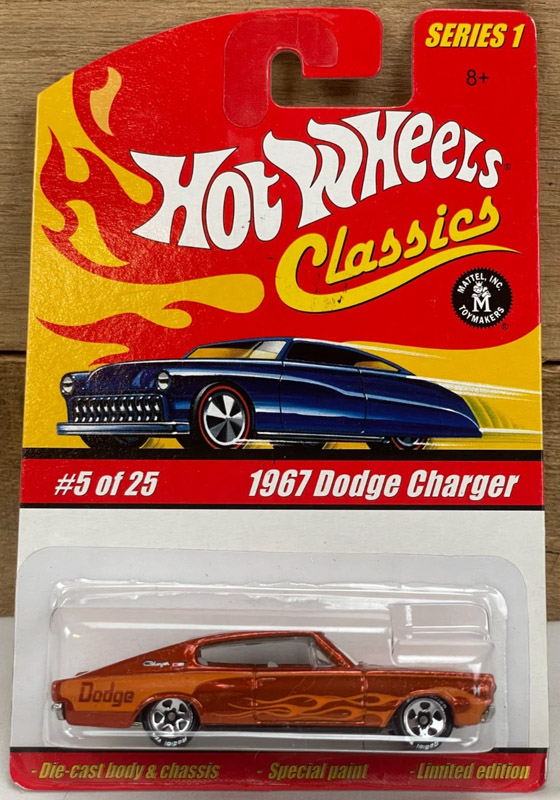 SERIES 1
8+
Hot Wheels®
Classics
MATTEL, INC.
M
TOYMAKERS
®
#5 of 25
1967 Dodge Charger
Charger
Dodge
- Die-cast body & chassis - Special paint - Limited edition